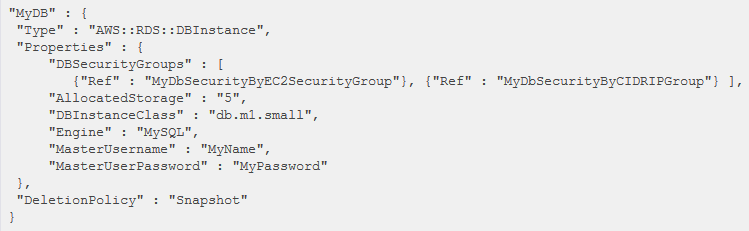 "MyDB" : {
"Type" : "AWS::RDS::DBInstance",
"Properties" : {
"DBSecurityGroups" : [
{"Ref" : "MyDbSecurityByEC2SecurityGroup"}, {"Ref" : "MyDbSecurityByCIDRIPGroup"} ],
"AllocatedStorage" : "5",
"DBInstanceClass" : "db.m1.small",
"Engine" : "MySQL",
"MasterUsername" : "MyName",
"MasterUserPassword" : "MyPassword"
},
"DeletionPolicy" : "Snapshot"
}